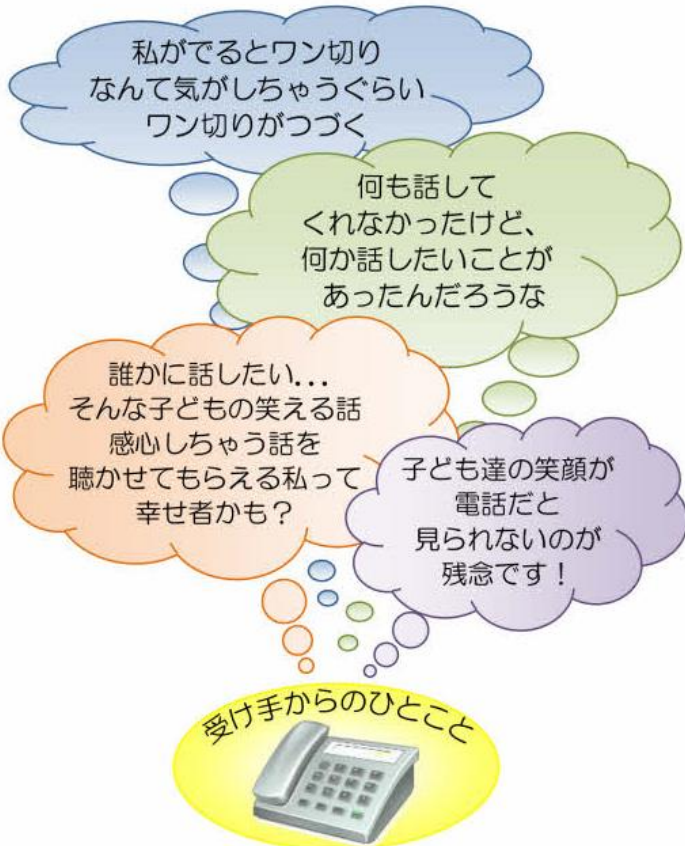 私がでるとワン切り
なんて気がしちゃうぐらい
ワン切りがつづく
何も話して
くれなかったけど、
何か話したいことが
あったんだろうな
誰かに話したい...
そんな子どもの笑える話
感心しちゃう話を
聴かせてもらえる私って
幸せ者かも？
子ども達の笑顔が
電話だと
見られないのが
残念です！
受け手からのひとこと